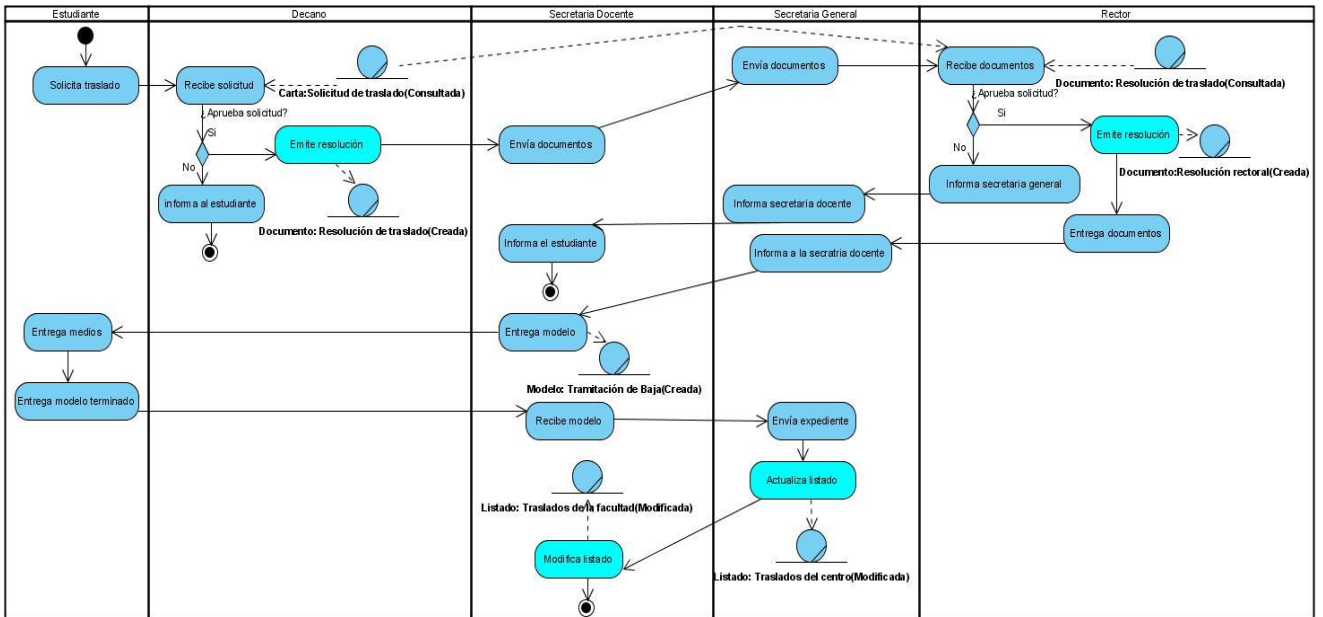 Estudiante
Decano
Secretaria Docente
Secretaria General
Rector
Solicita traslado
Recibe solicitud
Carta:Solicitud de traslado(Consultada)
Envía documentos
Recibe documentos
Documento: Resolución de traslado(Consultada)
¿Aprueba solicitud?
Si
No
Emite resolución
Envía documentos
¿Aprueba solicitud?
Si
No
Emite resolución
Documento:Resolución rectoral(Creada)
informa al estudiante
Documento: Resolución de traslado(Creada)
Informa secretaria general
Informa secretaria docente
Entrega documentos
Informa el estudiante
Informa a la secratria docente
Entrega medios
Entrega modelo
Modelo: Tramitación de Baja(Creada)
Entrega modelo terminado
Recibe modelo
Envía expediente
Actualiza listado
Listado: Traslados de la facultad(Modificada)
Modifica listado
Listado: Traslados del centro(Modificada)